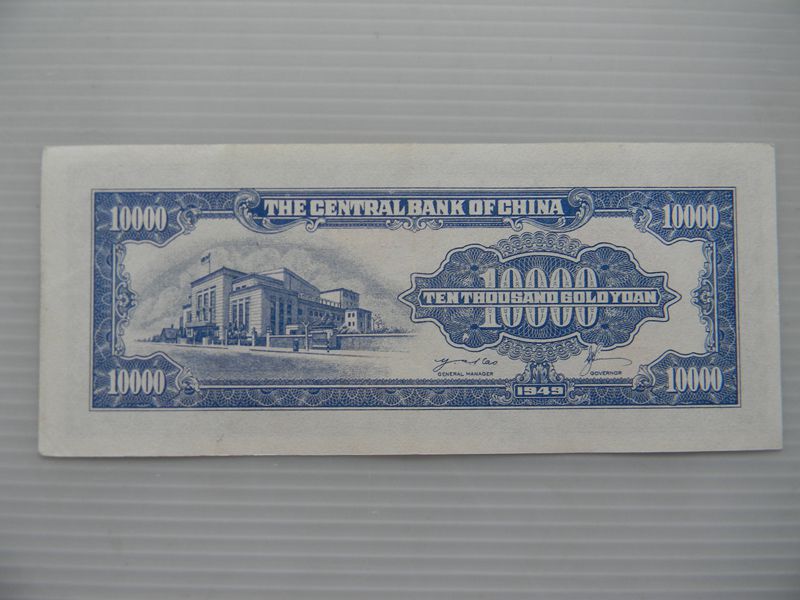 THE CENTRAL BANK OF CHINA
10000 10000
10000
TEN THOUSAND GOLD YUAN
GENERAL MANAGER GOVERNOR
10000 1949 10000